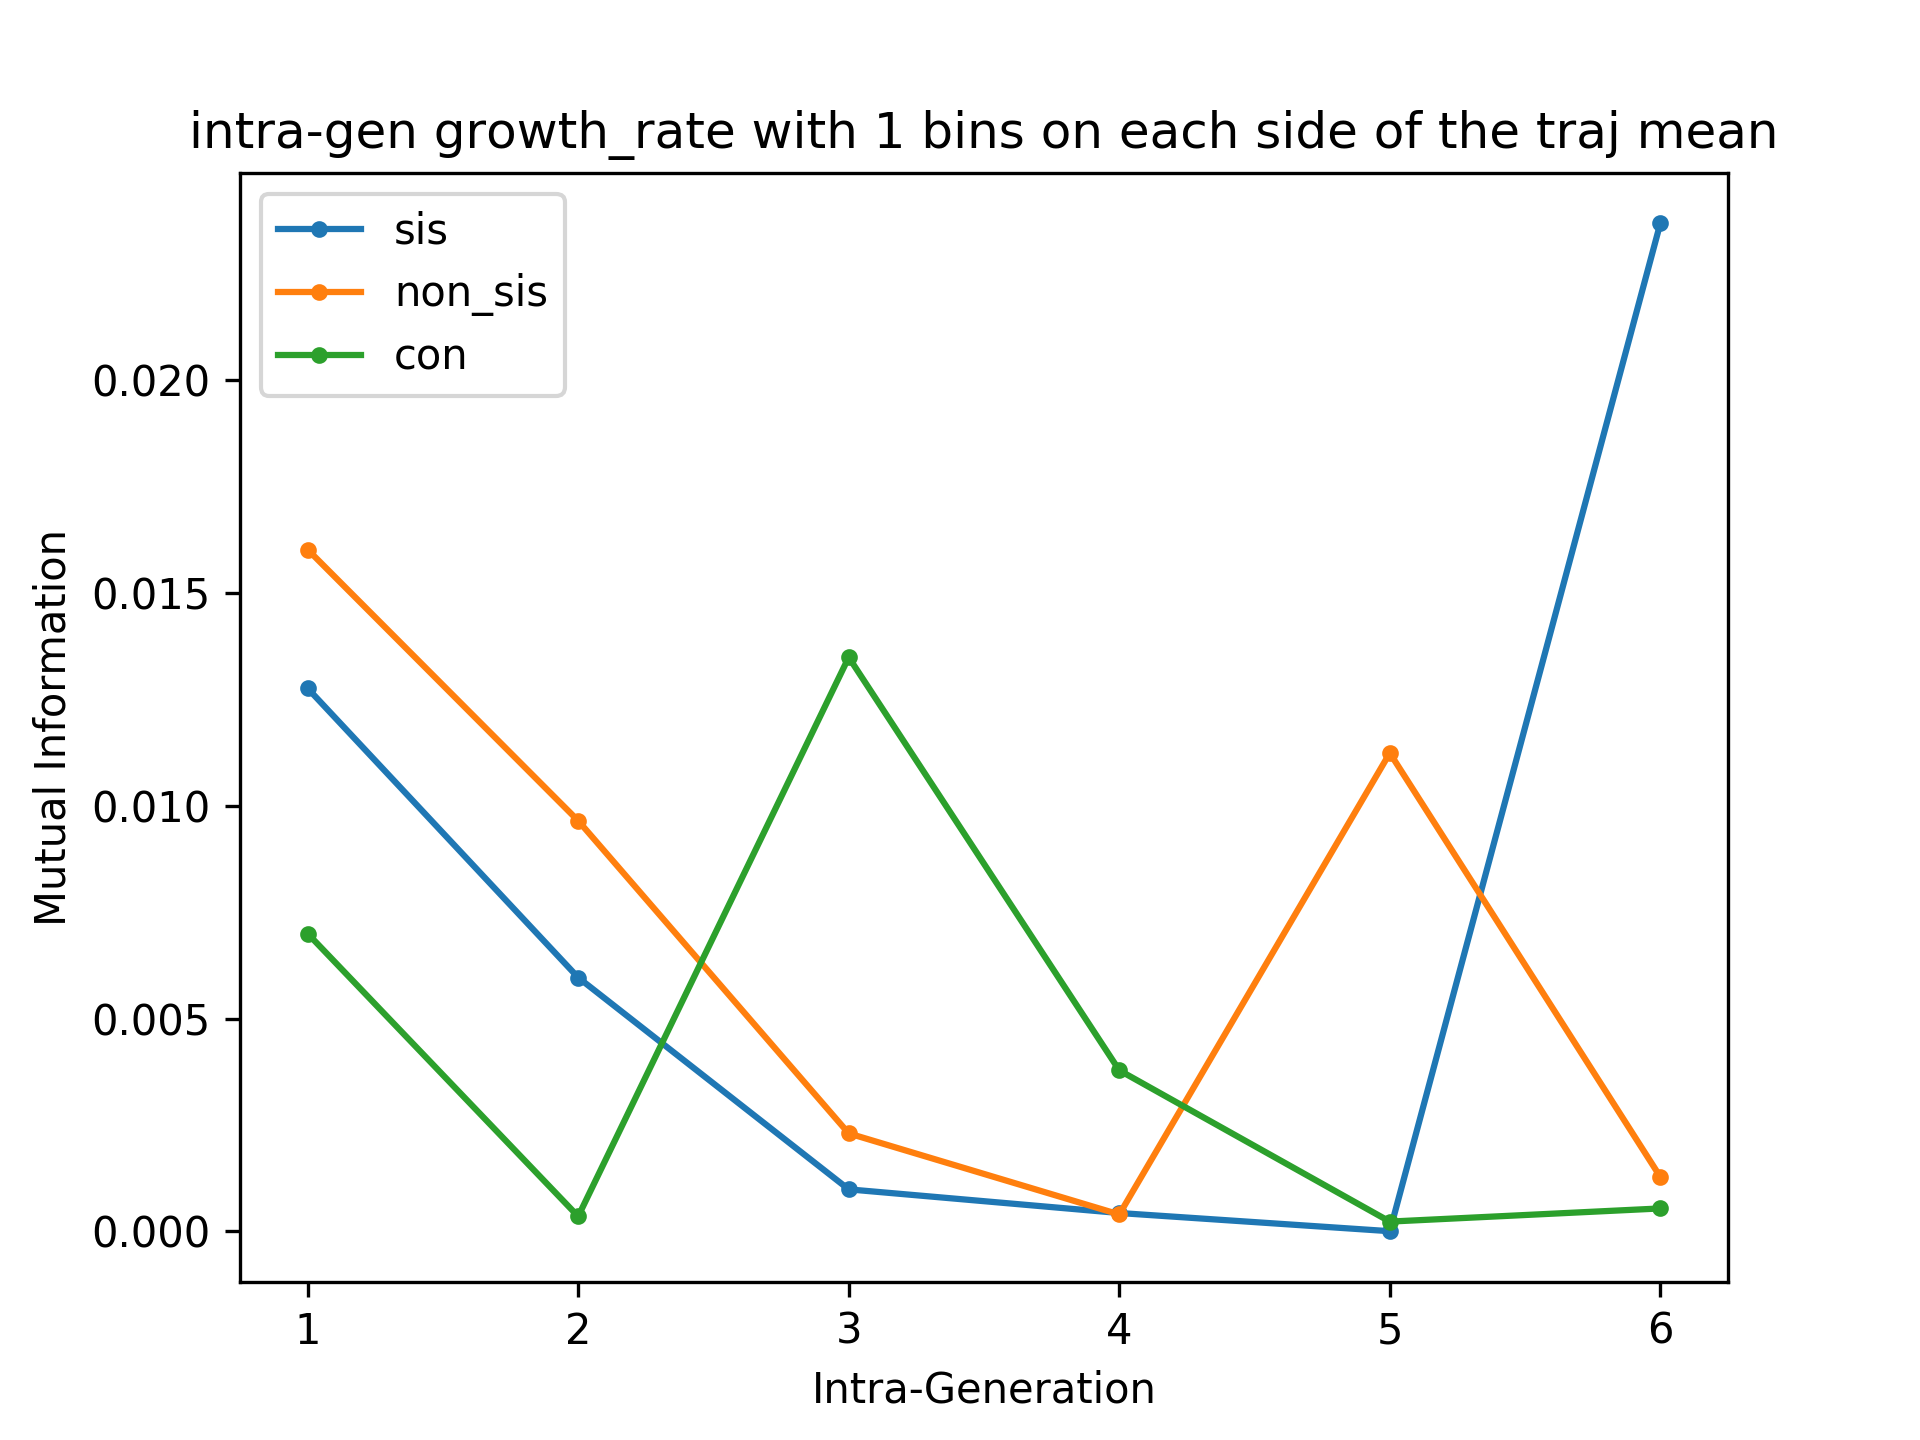 intra-gen growth_rate with 1 bins on each side of the traj mean
sis
non_sis
con
0.020
0.015
0.010
0.005
0.000
Mutual Information
1 2 3 4 5 6
Intra-Generation